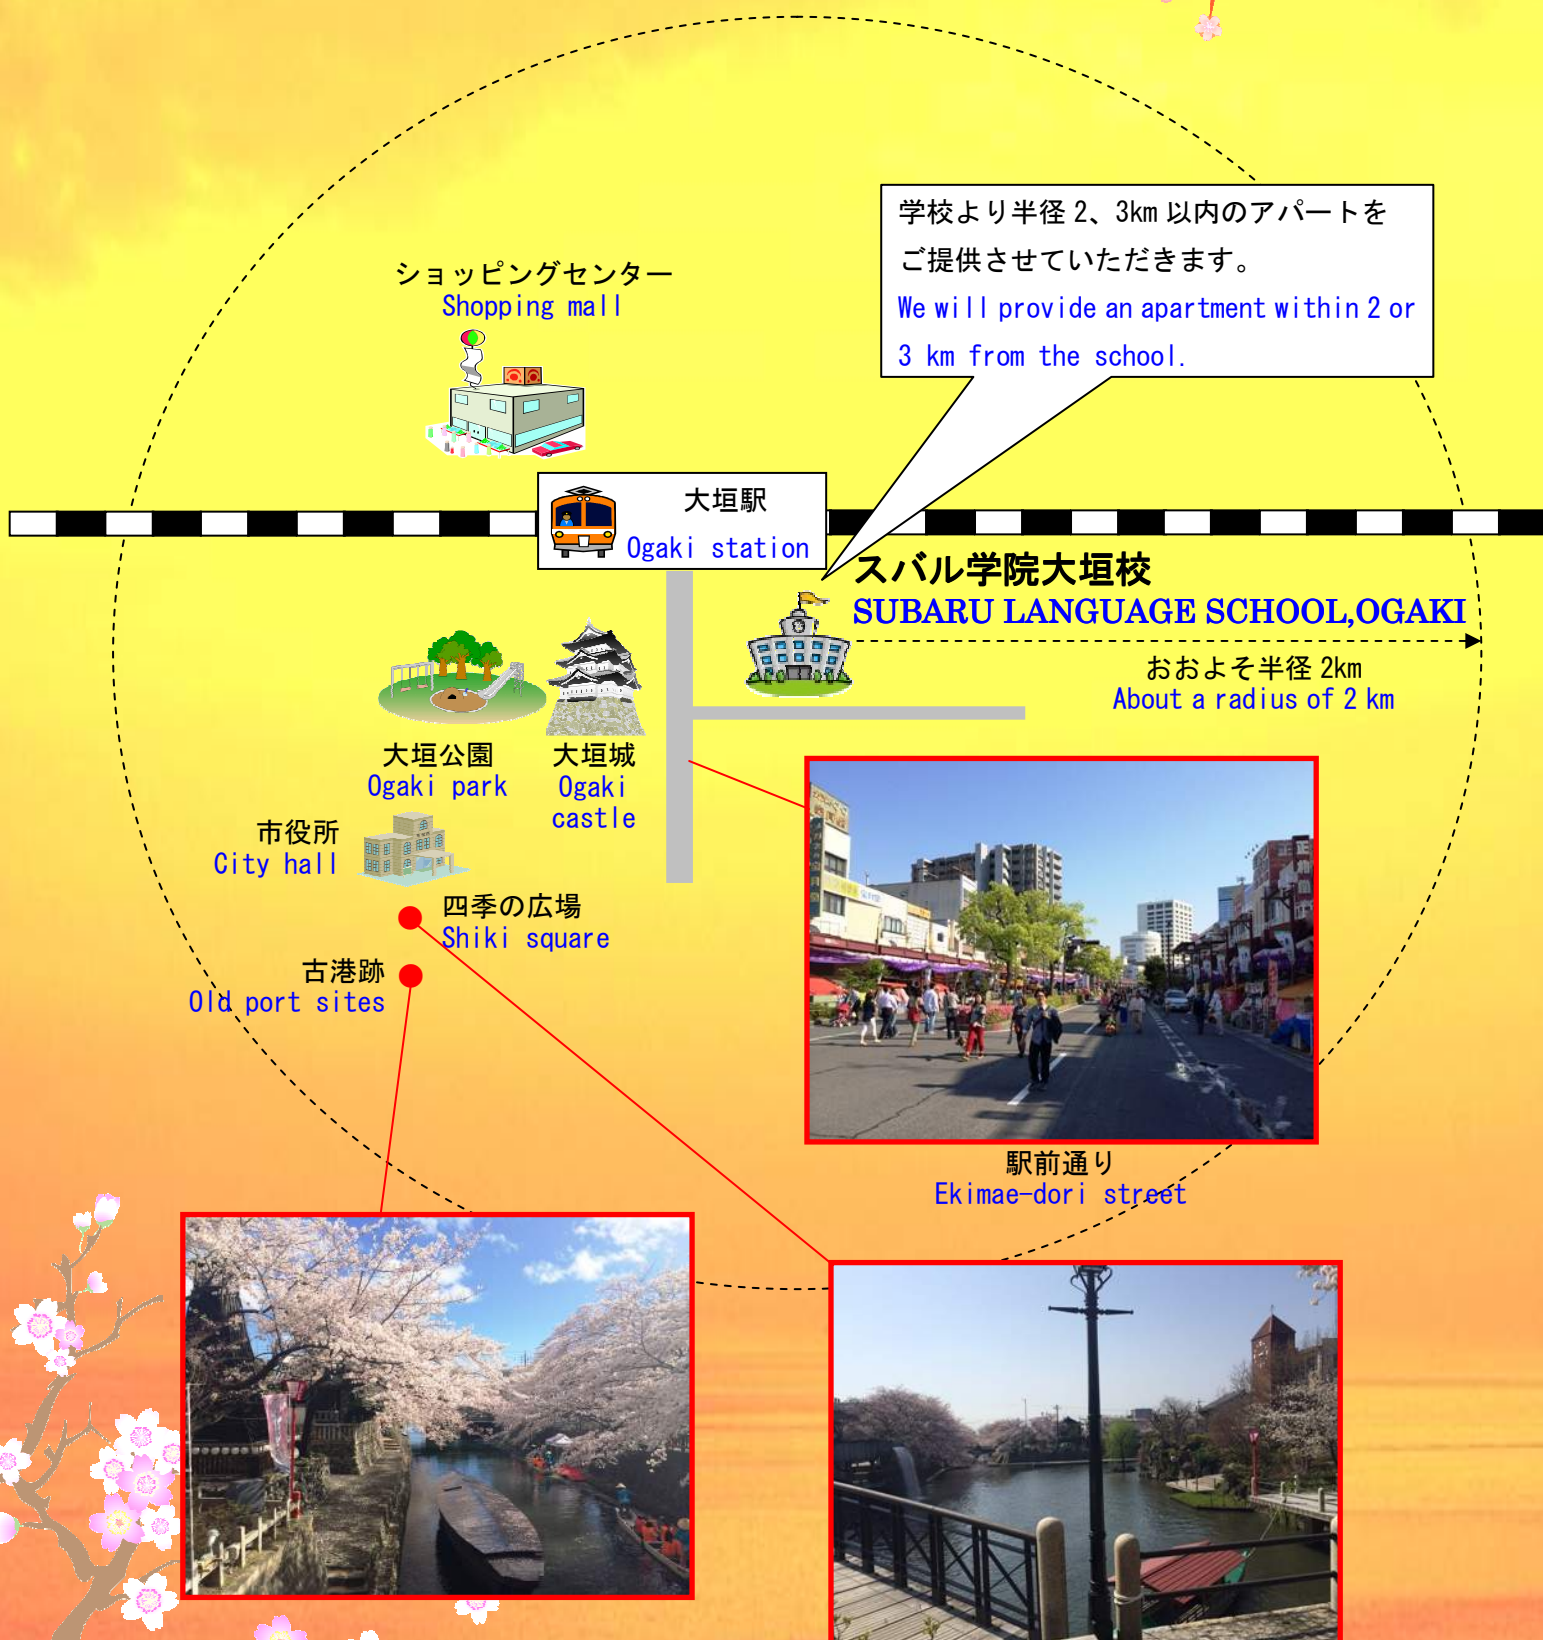 学校より半径 2、3km 以内のアパートを
ご提供させていただきます。
We will provide an apartment within 2 or
3 km from the school.
ショッピングセンター
Shopping mall
大垣駅
Ogaki station
スバル学院大垣校
SUBARU LANGUAGE SCHOOL,OGAKI
おおよそ半径 2km
About a radius of 2 km
大垣公園
Ogaki park
大垣城
Ogaki
castle
市役所
City hall
四季の広場
Shiki square
古港跡
Old port sites
駅前通り
Ekimae-dori street